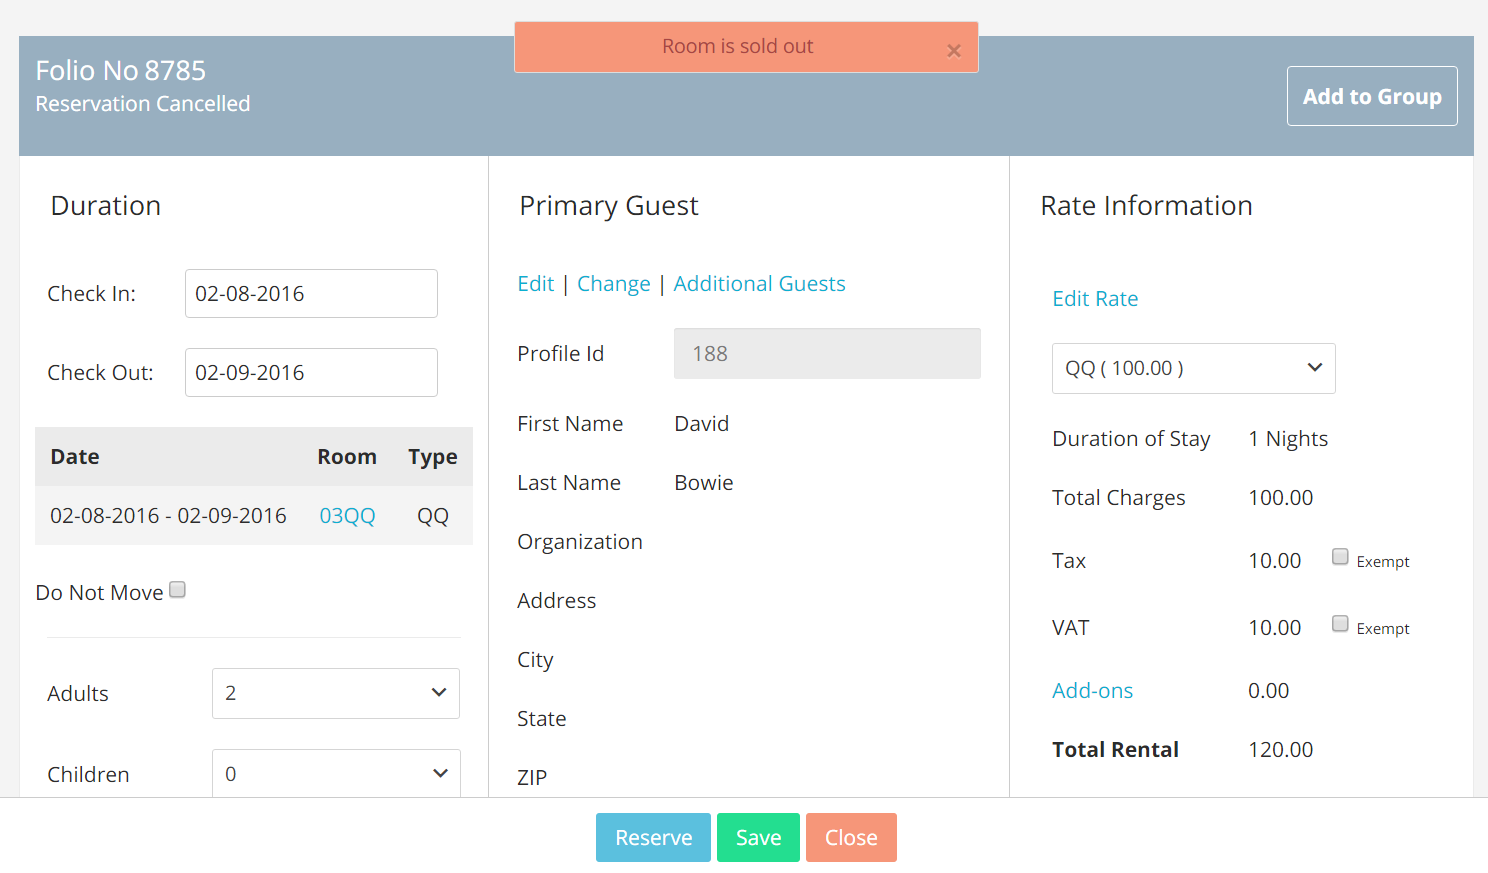 Room is sold out ×
Folio No 8785
Reservation Cancelled
Add to Group
Duration
Check In: 02-08-2016
Check Out: 02-09-2016
Date Room Type
02-08-2016 - 02-09-2016 03QQ QQ
Do Not Move
Adults 2
Children 0
Primary Guest
Edit | Change | Additional Guests
Profile Id 188
First Name David
Last Name Bowie
Organization
Address
City
State
ZIP
Rate Information
Edit Rate
QQ ( 100.00 )
Duration of Stay 1 Nights
Total Charges 100.00
Tax 10.00 Exempt
VAT 10.00 Exempt
Add-ons 0.00
Total Rental 120.00
Reserve Save Close